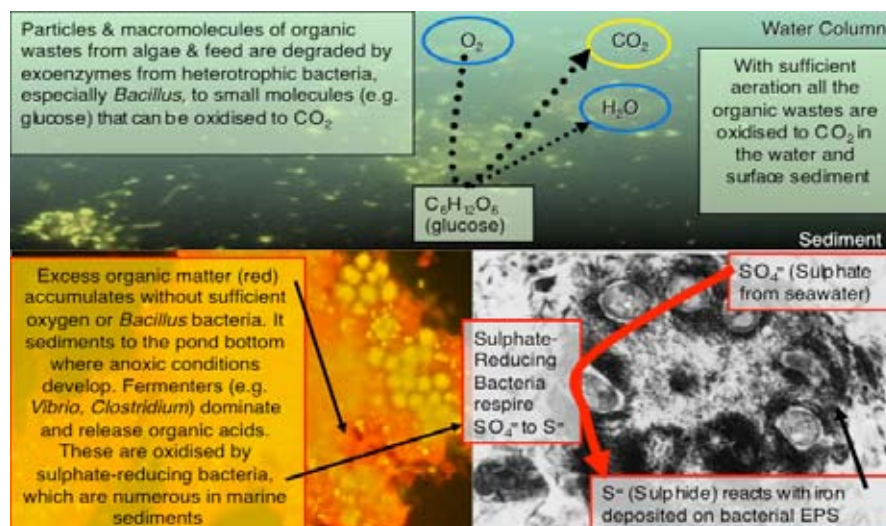 Particles & macromolecules of organic
wastes from algae & feed are degraded by
exoenzymes from heterotrophic bacteria,
especially Bacillus, to small molecules (e.g.
glucose) that can be oxidised to CO₂
O₂
CO₂
H₂O
C₆H₁₂O₆
(glucose)
Water Column
With sufficient
aeration all the
organic wastes are
oxidised to CO₂ in
the water and
surface sediment
Sediment
Excess organic matter (red)
accumulates without sufficient
oxygen or Bacillus bacteria. It
sediments to the pond bottom
where anoxic conditions
develop. Fermenters (e.g.
Vibrio, Clostridium) dominate
and release organic acids.
These are oxidised by
sulphate-reducing bacteria,
which are numerous in marine
sediments
Sulphate-
Reducing
Bacteria
respire
SO₄⁼ to S⁼
SO₄⁼ (Sulphate
from seawater)
S⁼ (Sulphide) reacts with iron
deposited on bacterial EPS